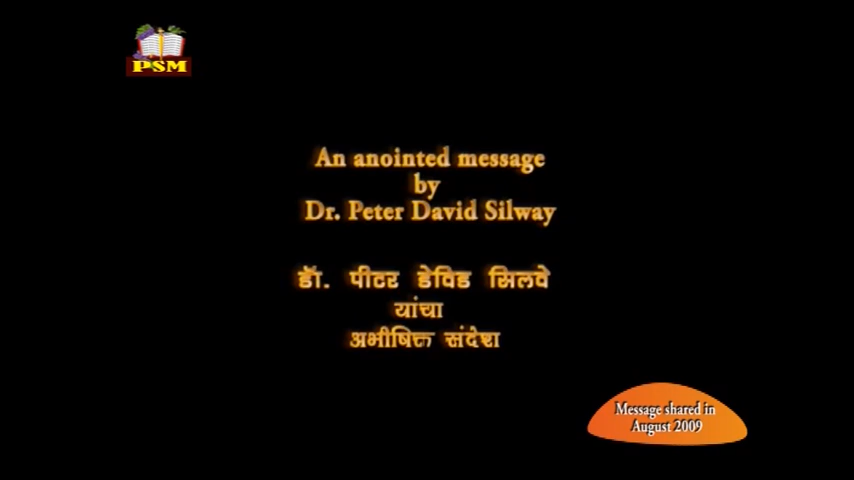 PSM
An anointed message
by
Dr. Peter David Silway
डॉ. पीटर डेविड सिलवे
यांचा
अभीषिक्त संदेश
Message shared in
August 2009